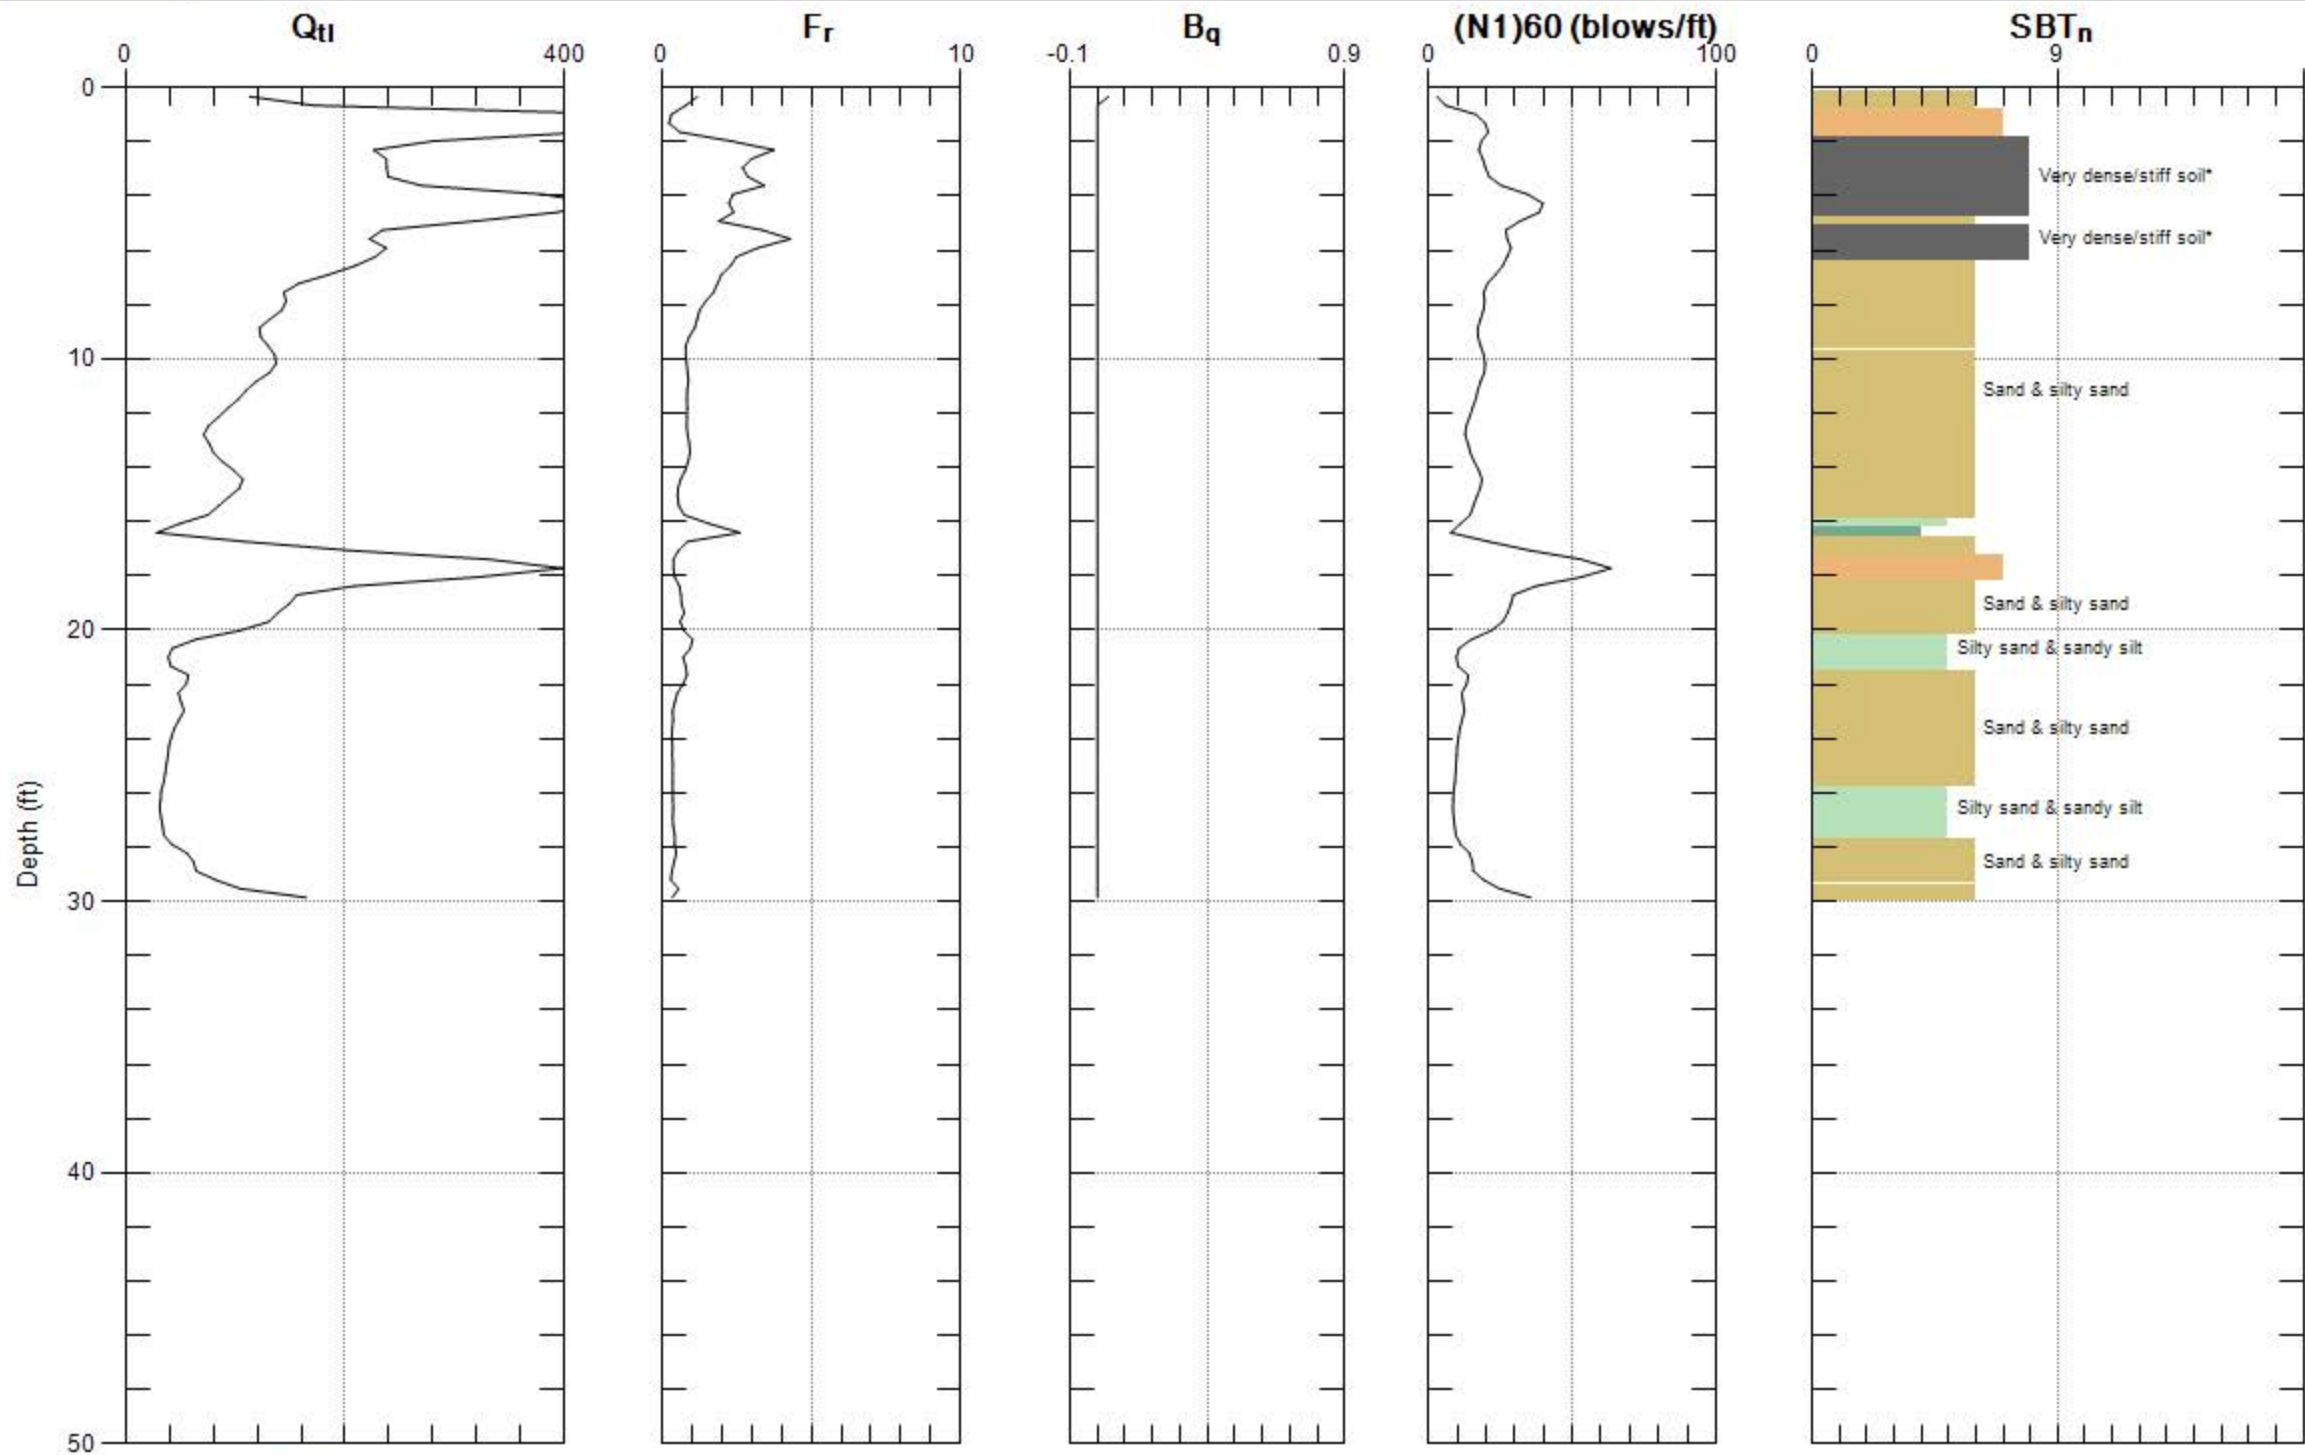 Qtl Fr Bq (N1)60 (blows/ft) SBTn
0 400 0 10 -0.1 0.9 0 100 0 9
0
Very dense/stiff soil*
Very dense/stiff soil*
10
Sand & silty sand
Sand & silty sand
20
Silty sand & sandy silt
Sand & silty sand
Depth (ft)
Silty sand & sandy silt
Sand & silty sand
30
40
50